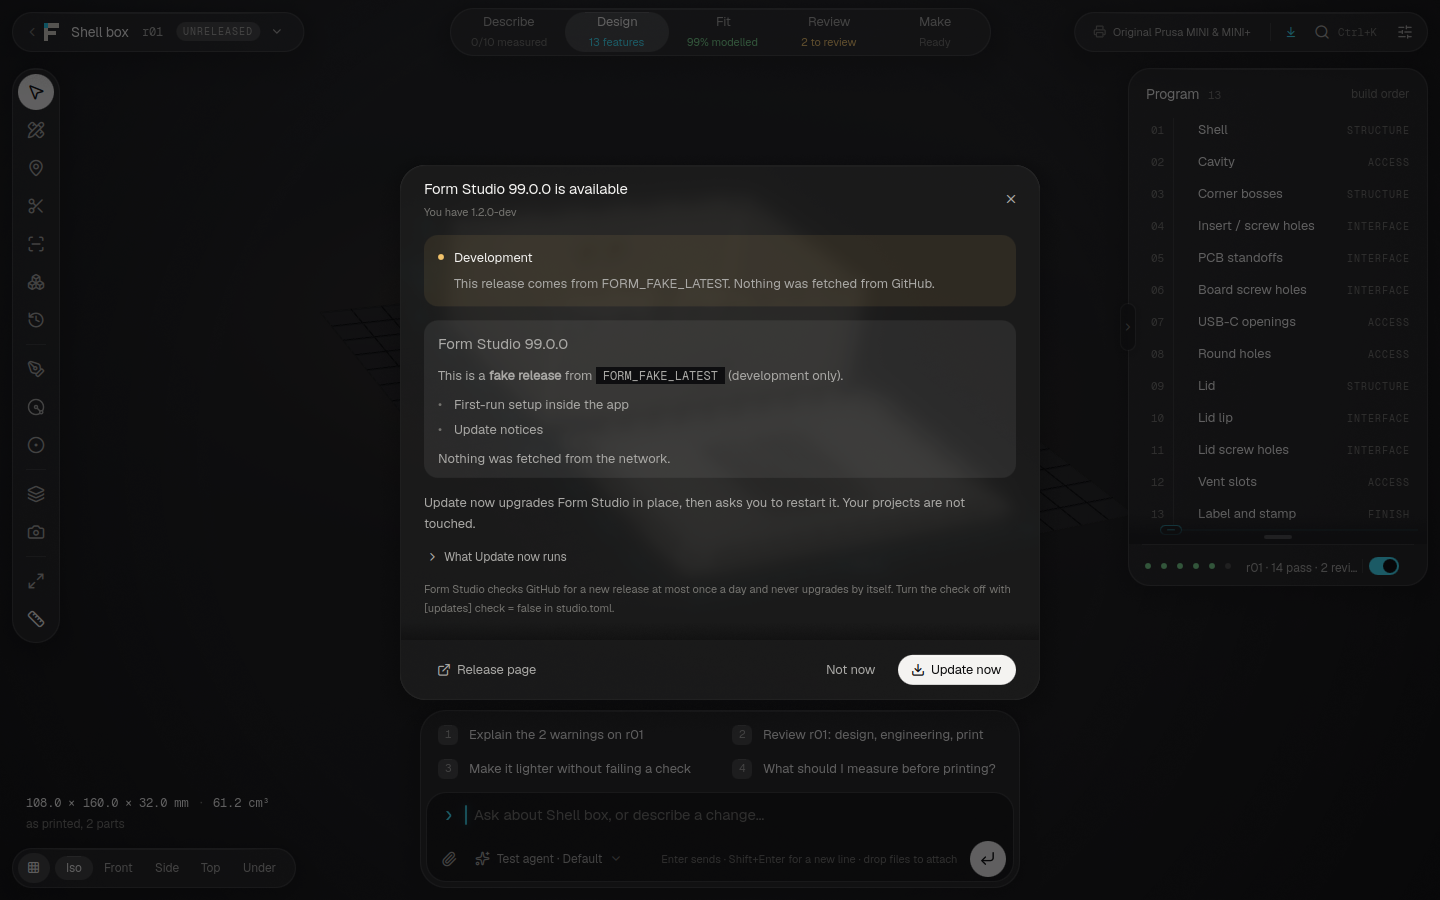 Shell box r01 UNRELEASED
Describe
0/10 measured
Design
13 features
Fit
99% modelled
Review
2 to review
Make
Ready
Original Prusa MINI & MINI+
Ctrl+K
Program 13 build order
01 Shell STRUCTURE
02 Cavity ACCESS
03 Corner bosses STRUCTURE
04 Insert / screw holes INTERFACE
05 PCB standoffs INTERFACE
06 Board screw holes INTERFACE
07 USB-C openings ACCESS
08 Round holes ACCESS
09 Lid STRUCTURE
10 Lid lip INTERFACE
11 Lid screw holes INTERFACE
12 Vent slots ACCESS
13 Label and stamp FINISH
r01 · 14 pass · 2 revi...
Form Studio 99.0.0 is available
You have 1.2.0-dev
Development
This release comes from FORM_FAKE_LATEST. Nothing was fetched from GitHub.
Form Studio 99.0.0
This is a fake release from FORM_FAKE_LATEST (development only).
• First-run setup inside the app
• Update notices
Nothing was fetched from the network.
Update now upgrades Form Studio in place, then asks you to restart it. Your projects are not
touched.
What Update now runs
Form Studio checks GitHub for a new release at most once a day and never upgrades by itself. Turn the check off with
[updates] check = false in studio.toml.
Release page
Not now
Update now
1 Explain the 2 warnings on r01
2 Review r01: design, engineering, print
3 Make it lighter without failing a check
4 What should I measure before printing?
Ask about Shell box, or describe a change...
Test agent · Default
Enter sends · Shift+Enter for a new line · drop files to attach
108.0 × 160.0 × 32.0 mm · 61.2 cm³
as printed, 2 parts
Iso Front Side Top Under